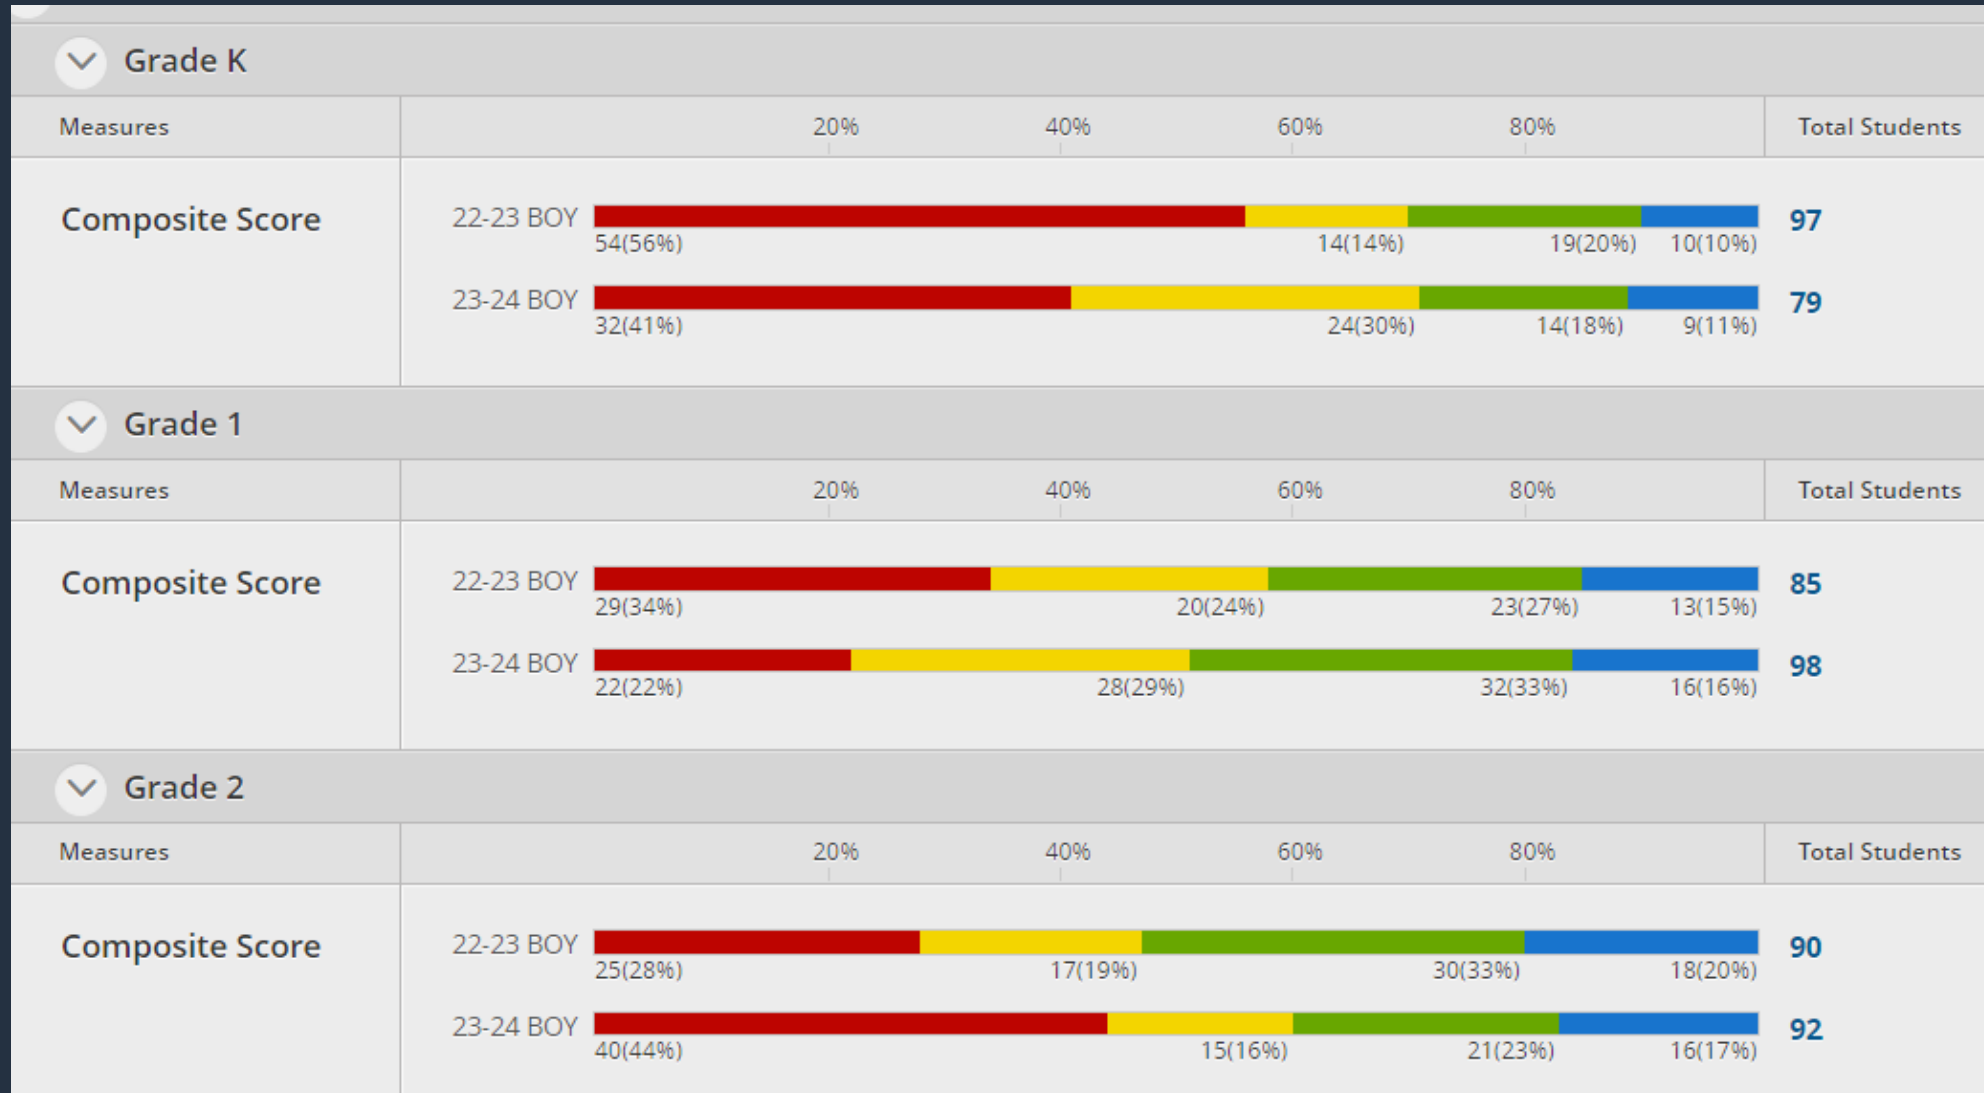 Grade K
Measures 20% 40% 60% 80% Total Students
Composite Score 22-23 BOY 97
54(56%) 14(14%) 19(20%) 10(10%)
23-24 BOY 79
32(41%) 24(30%) 14(18%) 9(11%)
Grade 1
Measures 20% 40% 60% 80% Total Students
Composite Score 22-23 BOY 85
29(34%) 20(24%) 23(27%) 13(15%)
23-24 BOY 98
22(22%) 28(29%) 32(33%) 16(16%)
Grade 2
Measures 20% 40% 60% 80% Total Students
Composite Score 22-23 BOY 90
25(28%) 17(19%) 30(33%) 18(20%)
23-24 BOY 92
40(44%) 15(16%) 21(23%) 16(17%)